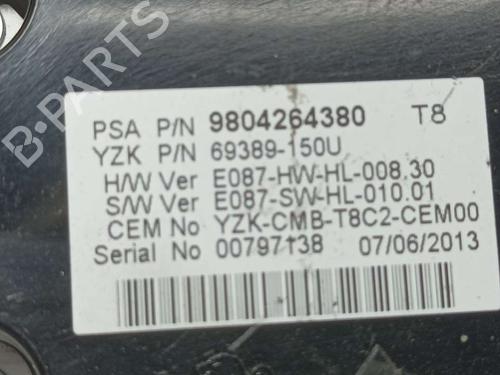 B-PARTS
PSA P/N 9804264380 T8
YZK P/N 69389-150U
H/W Ver E087-HW-HL-008.30
S/W Ver E087-SW-HL-010.01
CEM No YZK-CMB-T8C2-CEM00
Serial No 00797138 07/06/2013